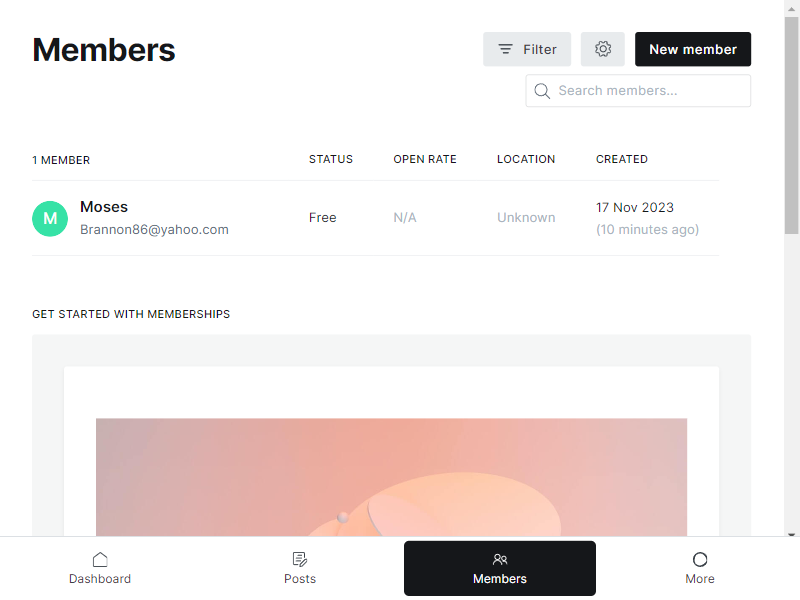 Members
Filter
New member
Search members...
1 MEMBER STATUS OPEN RATE LOCATION CREATED
M
Moses
Brannon86@yahoo.com
Free
N/A
Unknown
17 Nov 2023
(10 minutes ago)
GET STARTED WITH MEMBERSHIPS
Dashboard
Posts
Members
More